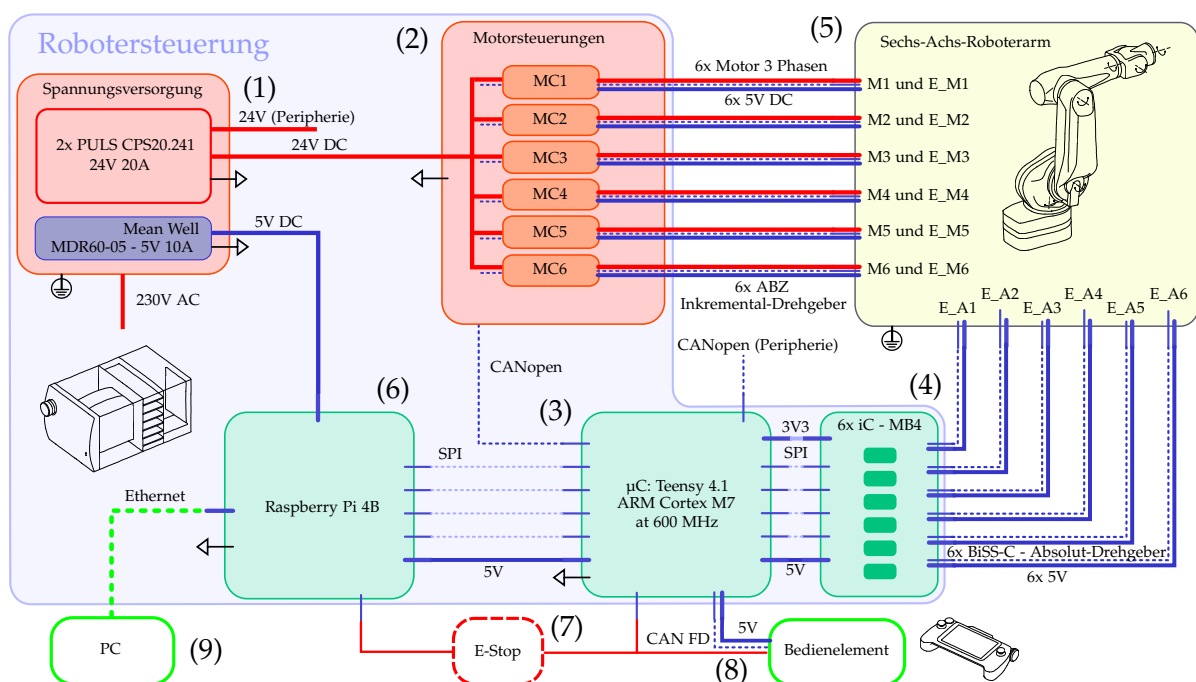 Robotersteuerung
(1)
Spannungsversorgung
2x PULS CPS20.241
24V 20A
Mean Well
MDR60-05 - 5V 10A
24V (Peripherie)
24V DC
5V DC
230V AC
(2)
Motorsteuerungen
MC1
MC2
MC3
MC4
MC5
MC6
6x Motor 3 Phasen
6x 5V DC
6x ABZ
Inkremental-Drehgeber
(5)
Sechs-Achs-Roboterarm
M1 und E_M1
M2 und E_M2
M3 und E_M3
M4 und E_M4
M5 und E_M5
M6 und E_M6
E_A1
E_A2
E_A3
E_A4
E_A5
E_A6
CANopen
CANopen (Peripherie)
(6)
Raspberry Pi 4B
Ethernet
SPI
5V
(3)
µC: Teensy 4.1
ARM Cortex M7
at 600 MHz
3V3
SPI
5V
(4)
6x iC - MB4
6x BiSS-C - Absolut-Drehgeber
6x 5V
PC
(9)
E-Stop
(7)
CAN FD
5V
(8)
Bedienelement